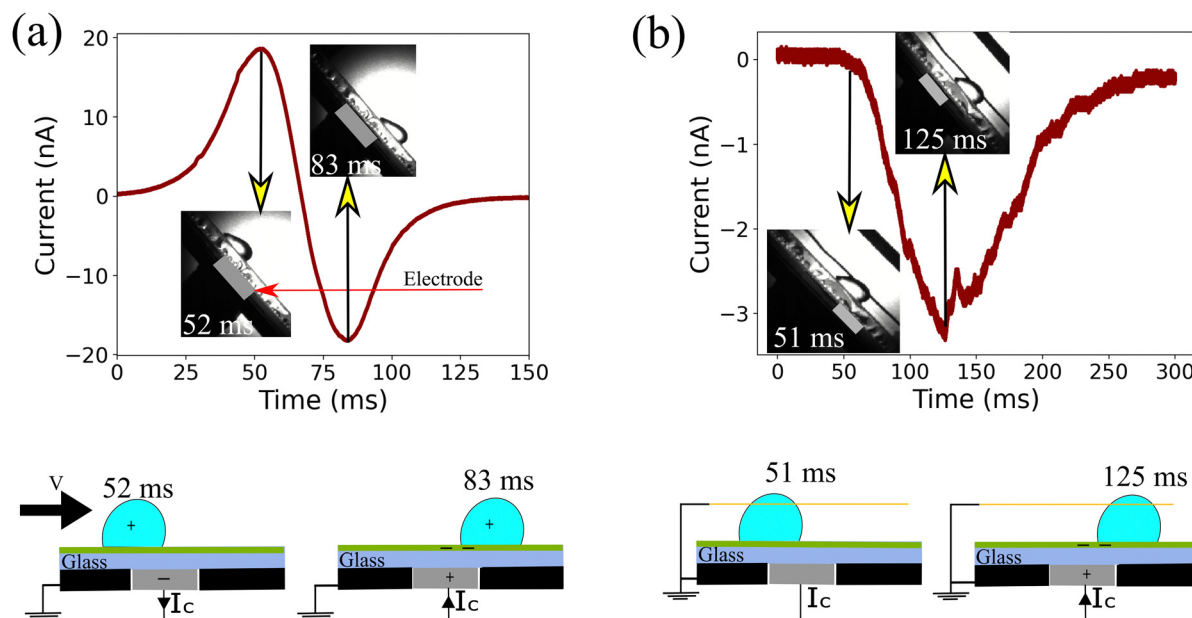 (a)
20
10
0
−10
−20
Current (nA)
83 ms
52 ms
Electrode
0
25
50
75
100
125
150
Time (ms)
(b)
0
−1
−2
−3
Current (nA)
125 ms
51 ms
0
50
100
150
200
250
300
Time (ms)
V
52 ms
+
Glass
−
Ic
83 ms
+
− −
+
Ic
51 ms
Glass
Ic
125 ms
− −
+
Ic